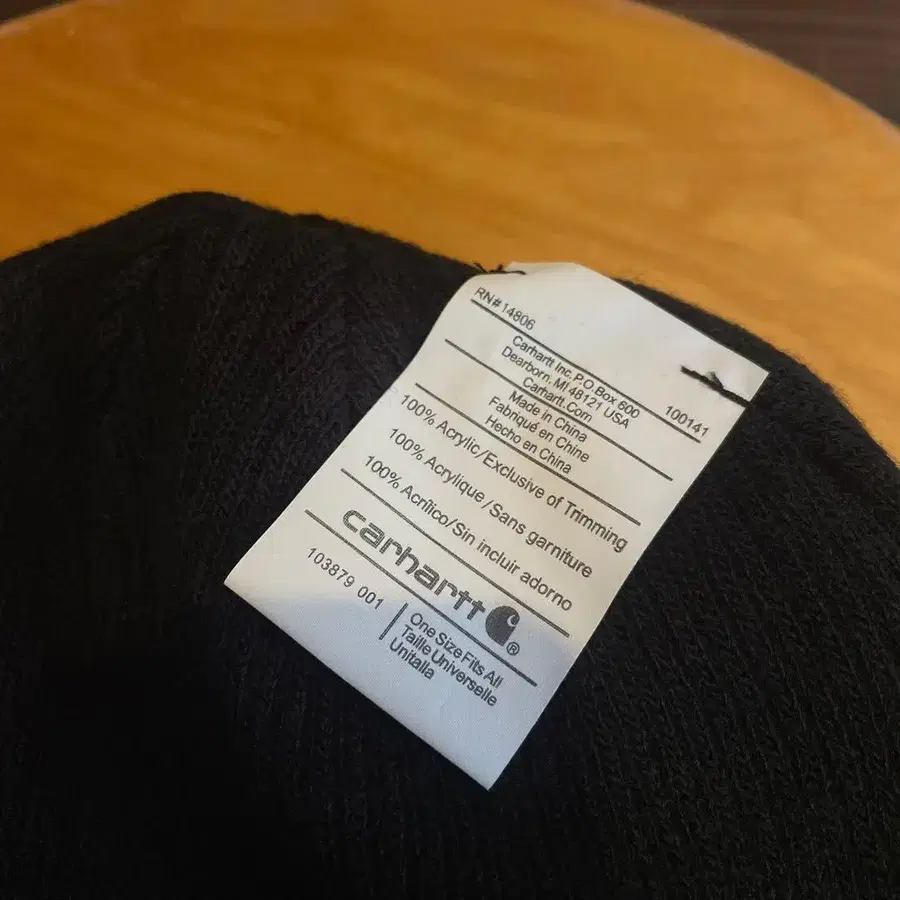 RN#14806 100141
Carhartt Inc. P.O. Box 600
Dearborn, MI 48121 USA
Carhartt.Com
Made in China
Fabriqué en Chine
Hecho en China
100% Acrylic/Exclusive of Trimming
100% Acrylique/Sans garniture
100% Acrílico/Sin incluir adorno
carhartt®
103879 001
One Size Fits All
Taille Universelle
Unitalla